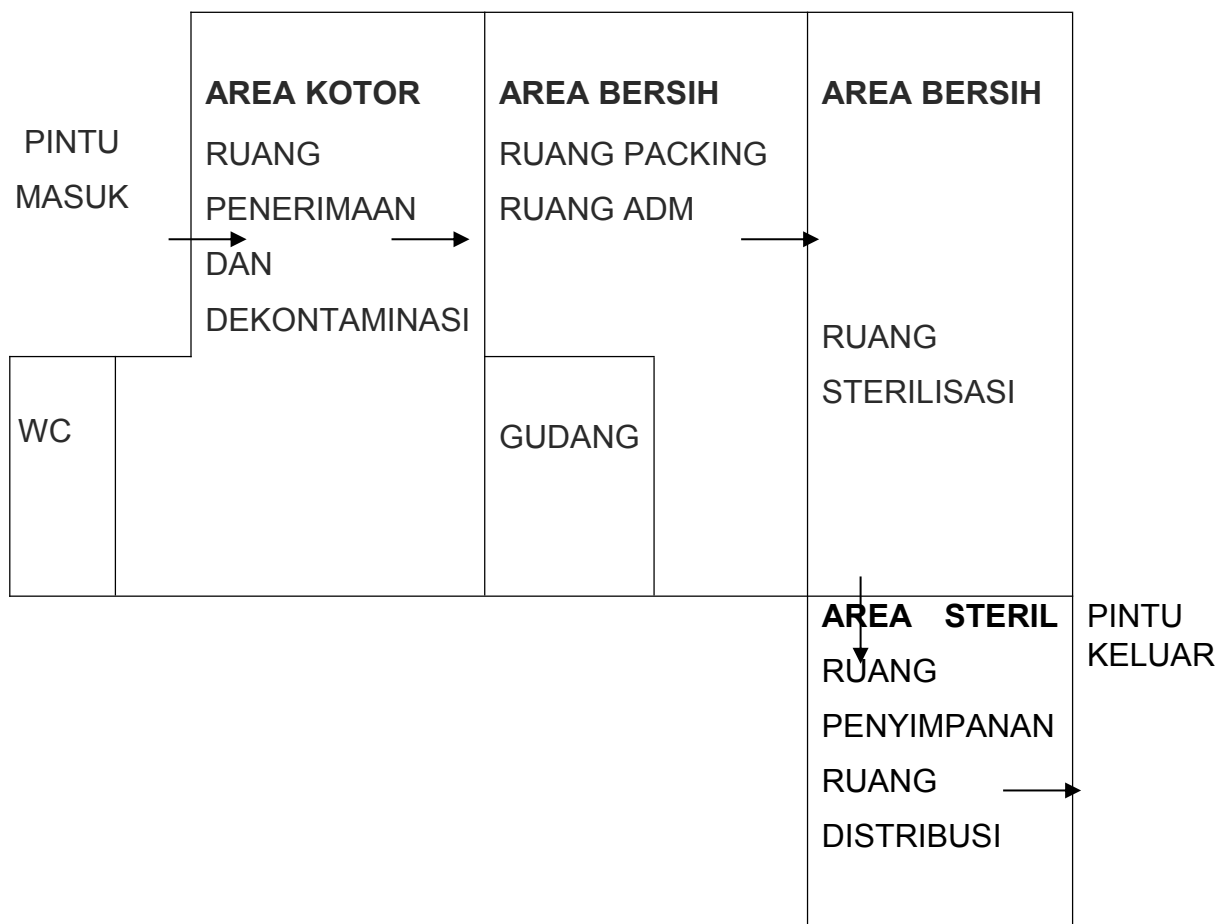 PINTU
MASUK
AREA KOTOR
RUANG
PENERIMAAN
DAN
DEKONTAMINASI
AREA BERSIH
RUANG PACKING
RUANG ADM
AREA BERSIH
RUANG
STERILISASI
WC
GUDANG
AREA STERIL
RUANG
PENYIMPANAN
RUANG
DISTRIBUSI
PINTU
KELUAR